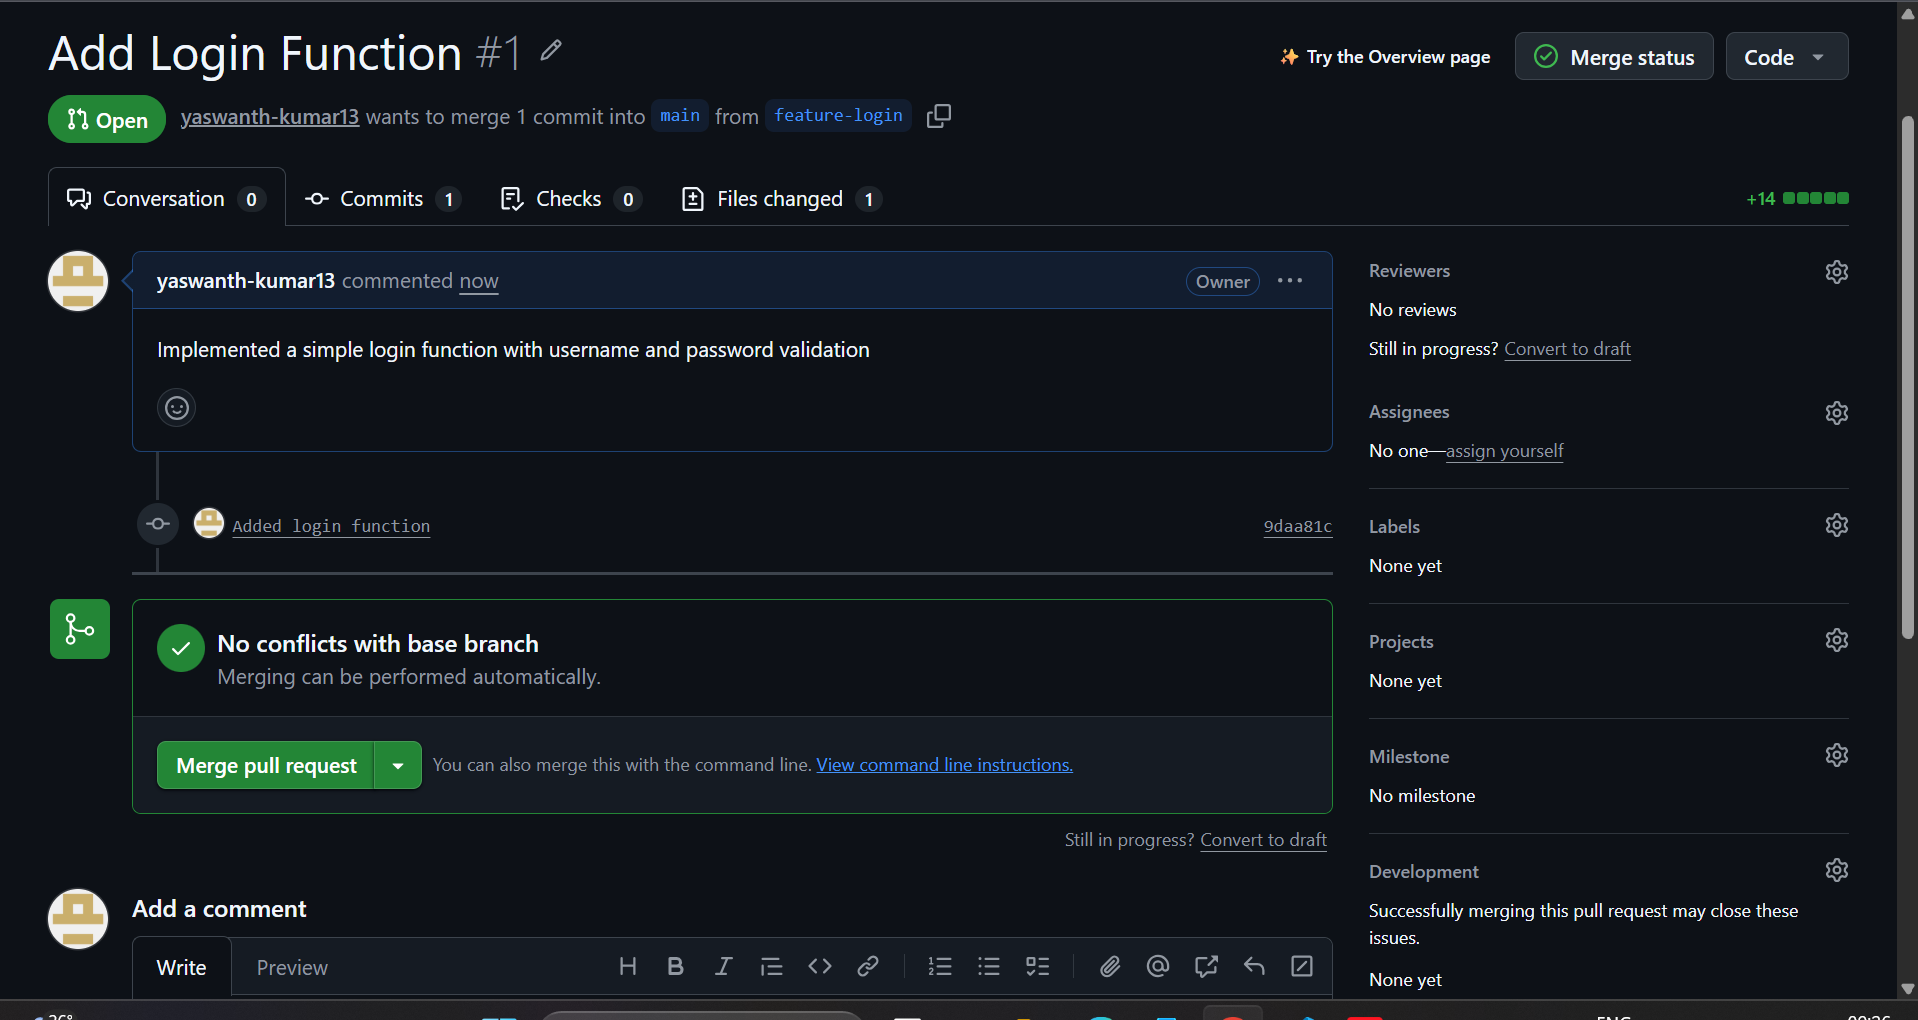 Add Login Function #1
Try the Overview page
Merge status
Code
Open
yaswanth-kumar13 wants to merge 1 commit into main from feature-login
Conversation 0
Commits 1
Checks 0
Files changed 1
+14
yaswanth-kumar13 commented now
Owner
Implemented a simple login function with username and password validation
Added login function
9daa81c
No conflicts with base branch
Merging can be performed automatically.
Merge pull request
You can also merge this with the command line. View command line instructions.
Still in progress? Convert to draft
Add a comment
Write
Preview
Reviewers
No reviews
Still in progress? Convert to draft
Assignees
No one—assign yourself
Labels
None yet
Projects
None yet
Milestone
No milestone
Development
Successfully merging this pull request may close these
issues.
None yet